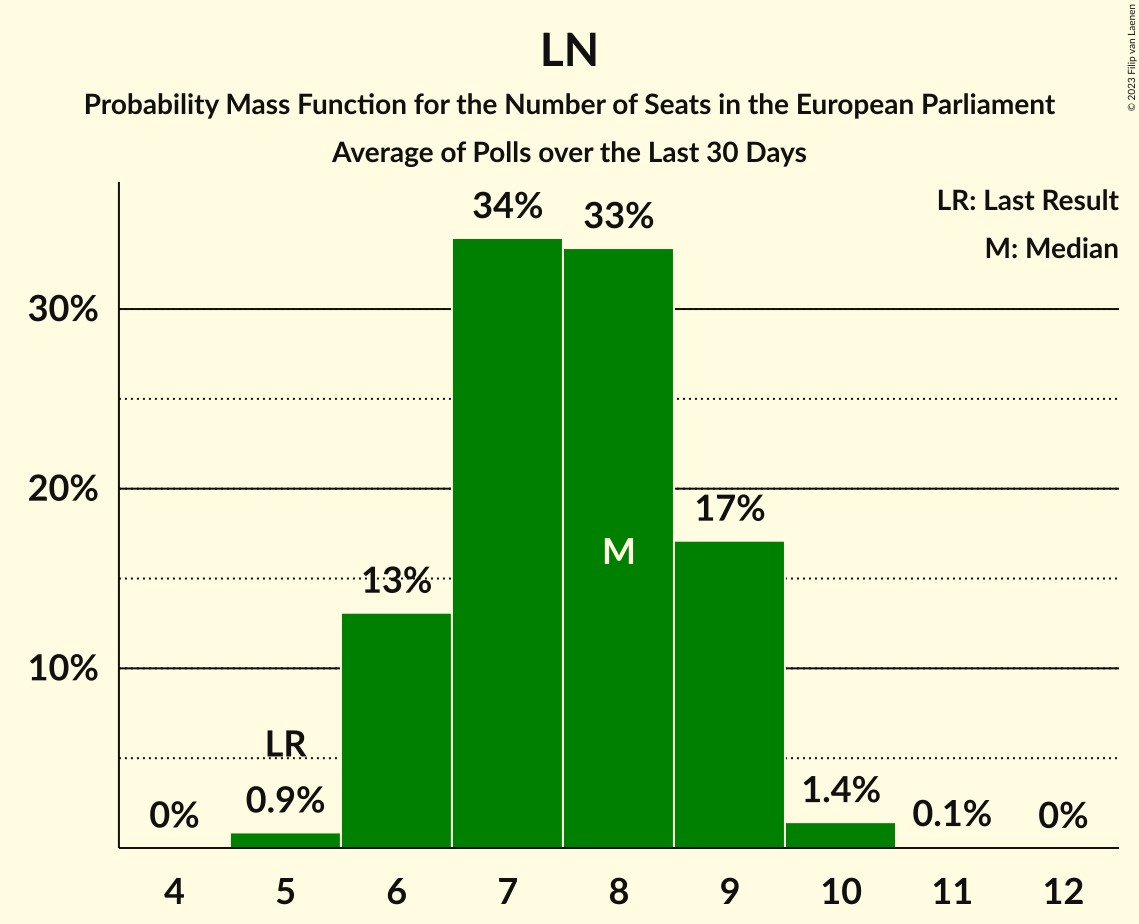 LN
Probability Mass Function for the Number of Seats in the European Parliament
Average of Polls over the Last 30 Days
© 2023 Filip van Laenen
LR: Last Result
M: Median
34%
33%
30%
20%
17%
M
13%
10%
LR
0%
0.9%
1.4%
0.1%
0%
4 5 6 7 8 9 10 11 12